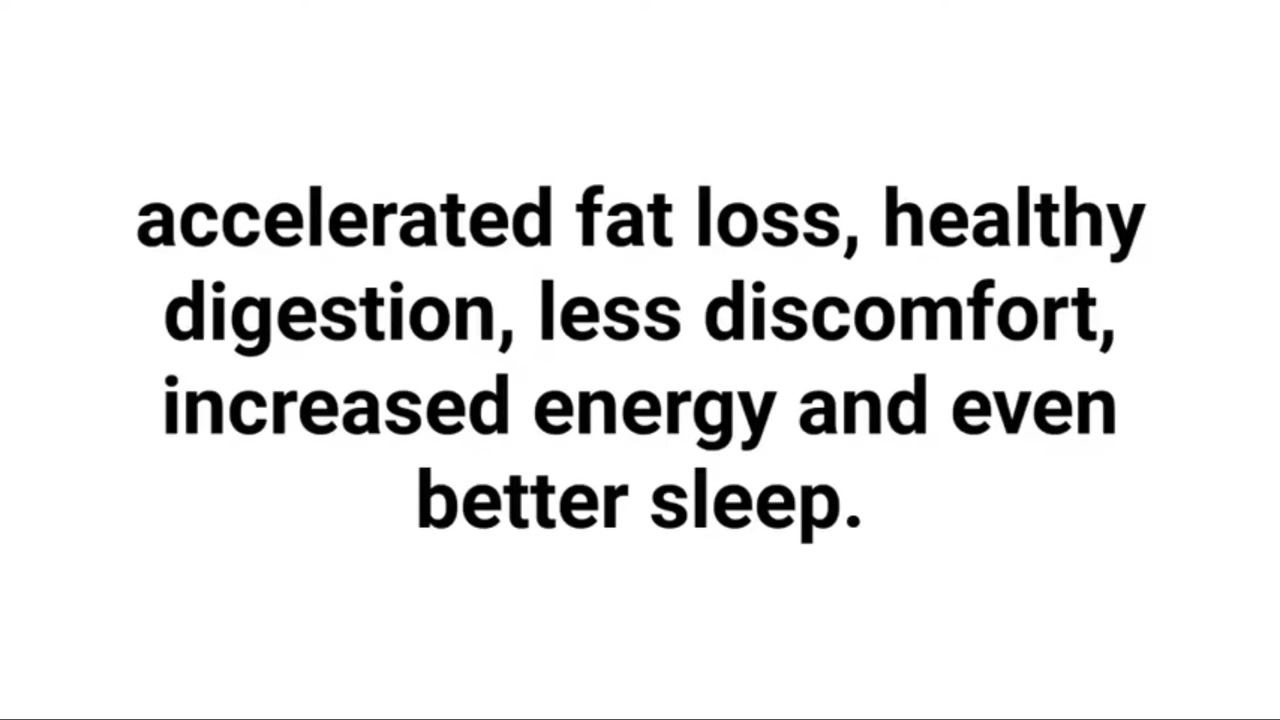 accelerated fat loss, healthy
digestion, less discomfort,
increased energy and even
better sleep.